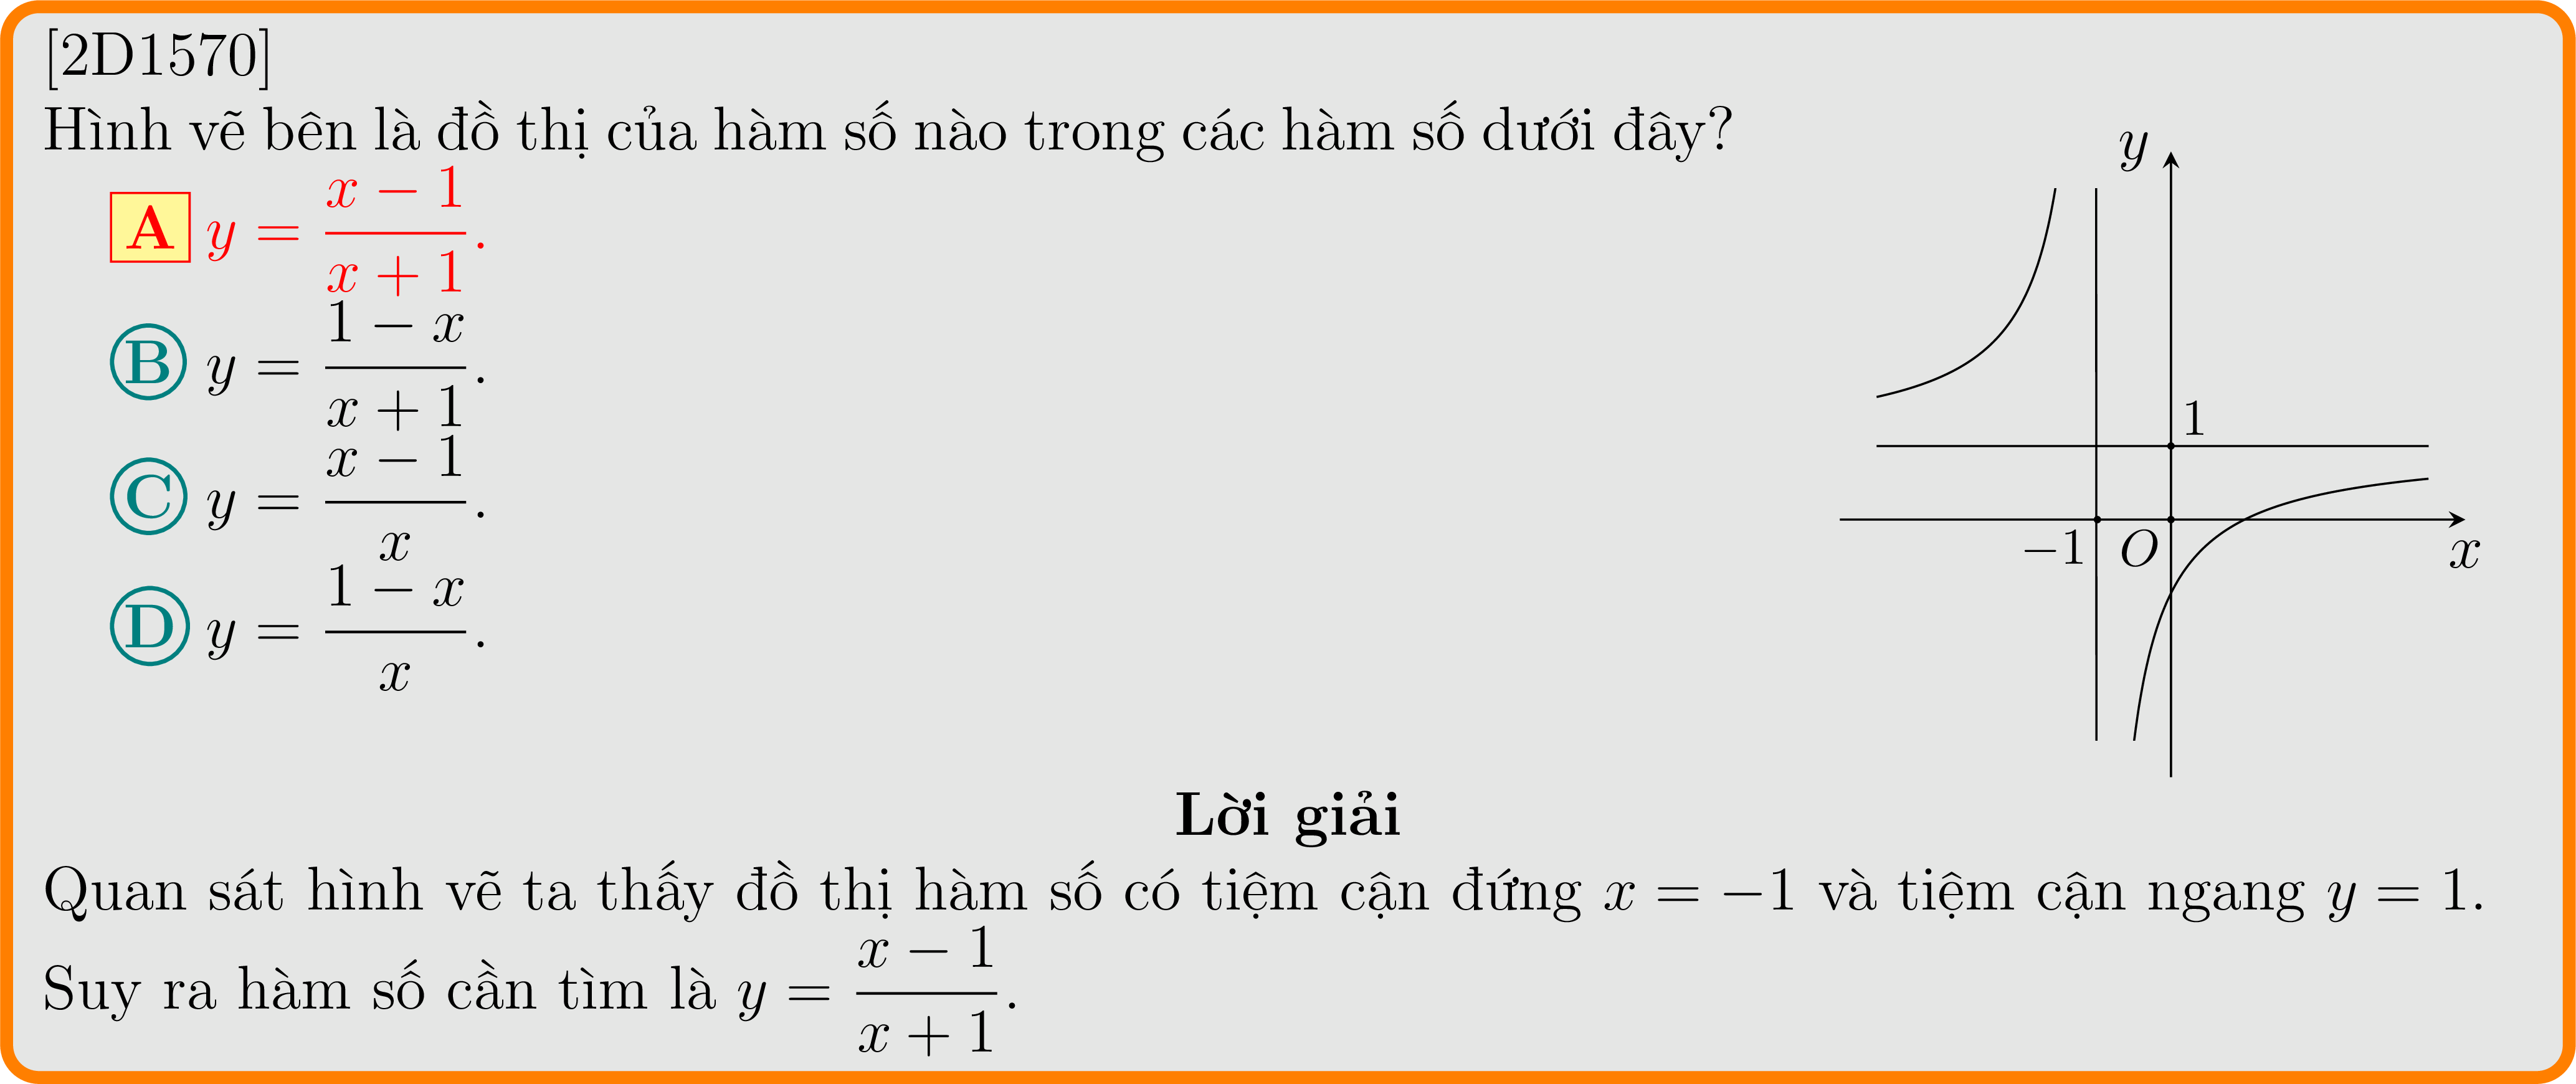 [2D1570]
Hình vẽ bên là đồ thị của hàm số nào trong các hàm số dưới đây?
A y = \frac{x - 1}{x + 1}.
B y = \frac{1 - x}{x + 1}.
C y = \frac{x - 1}{x}.
D y = \frac{1 - x}{x}.
y
1
−1 O
x
Lời giải
Quan sát hình vẽ ta thấy đồ thị hàm số có tiệm cận đứng x = −1 và tiệm cận ngang y = 1.
Suy ra hàm số cần tìm là y = \frac{x - 1}{x + 1}.